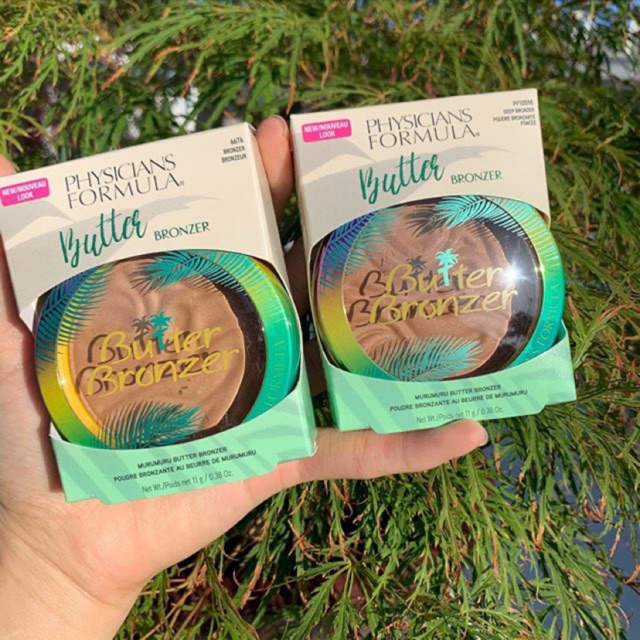 NEW/NOUVEAU
LOOK
PHYSICIANS
FORMULA®
6676
BRONZER
BRONZEUR
Butter BRONZER
Butter
Bronzer
MURUMURU BUTTER BRONZER
POUDRE BRONZANTE AU BEURRE DE MURUMURU
Net Wt./Poids net 11 g / 0.38 Oz.
NEW/NOUVEAU
LOOK
PHYSICIANS
FORMULA®
DEEP BRONZER
POUDRE BRONZANTE
FONCÉE
Butter BRONZER
Butter
Bronzer
MURUMURU BUTTER BRONZER
POUDRE BRONZANTE AU BEURRE DE MURUMURU
Net Wt./Poids net 11 g / 0.38 Oz.